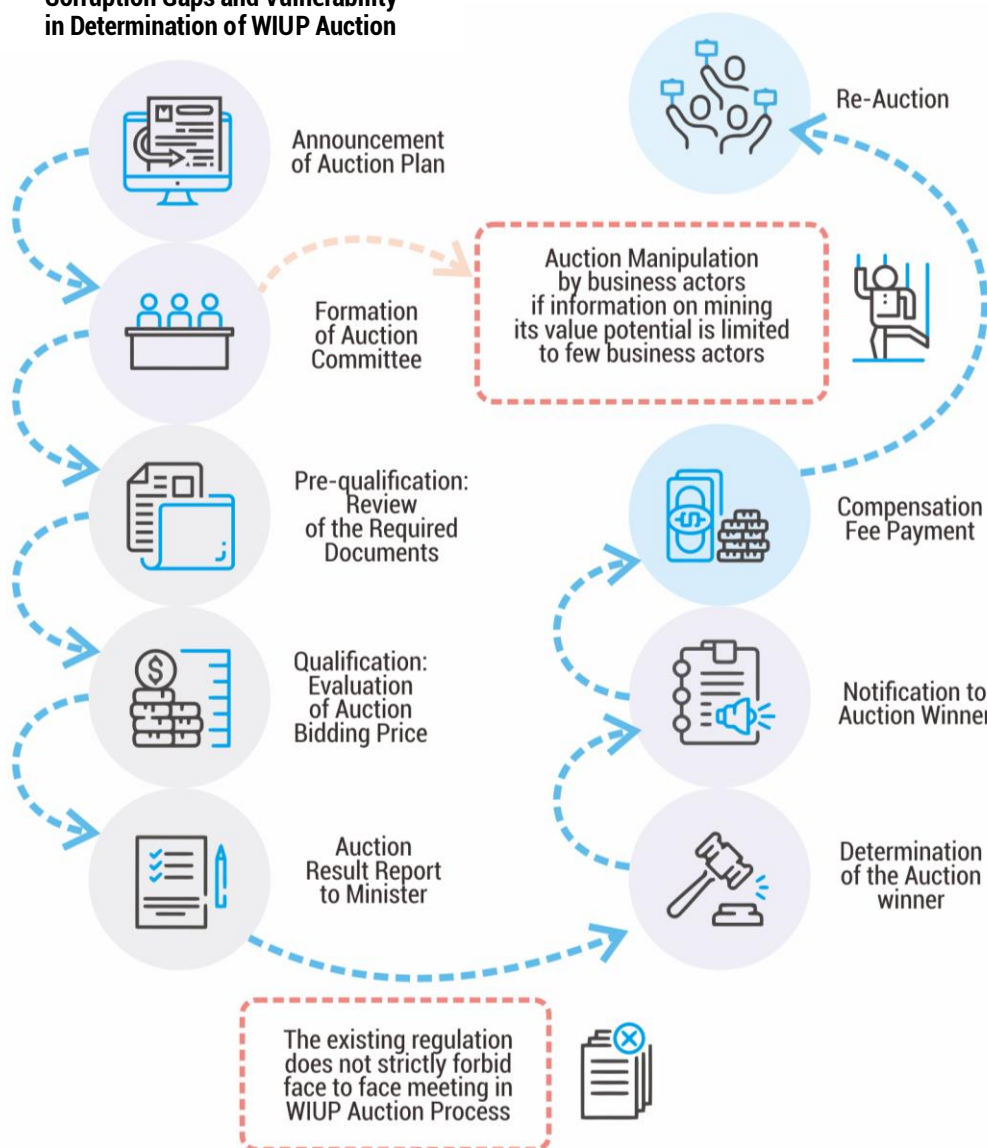 Corruption Gaps and Vulnerability
in Determination of WIUP Auction
Announcement
of Auction Plan
Formation
of Auction
Committee
Pre-qualification:
Review
of the Required
Documents
Qualification:
Evaluation
of Auction
Bidding Price
Auction
Result Report
to Minister
The existing regulation
does not strictly forbid
face to face meeting in
WIUP Auction Process
Determination
of the Auction
winner
Notification to
Auction Winner
Compensation
Fee Payment
Re-Auction
Auction Manipulation
by business actors
if information on mining
its value potential is limited
to few business actors